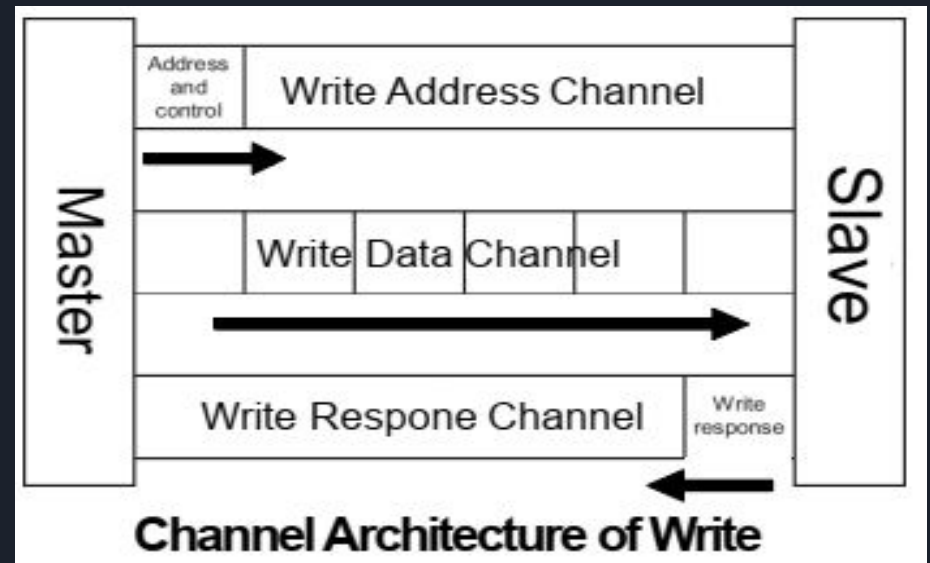 Address
and
control
Write Address Channel
Master
Slave
Write Data Channel
Write Respone Channel
Write
response
Channel Architecture of Write